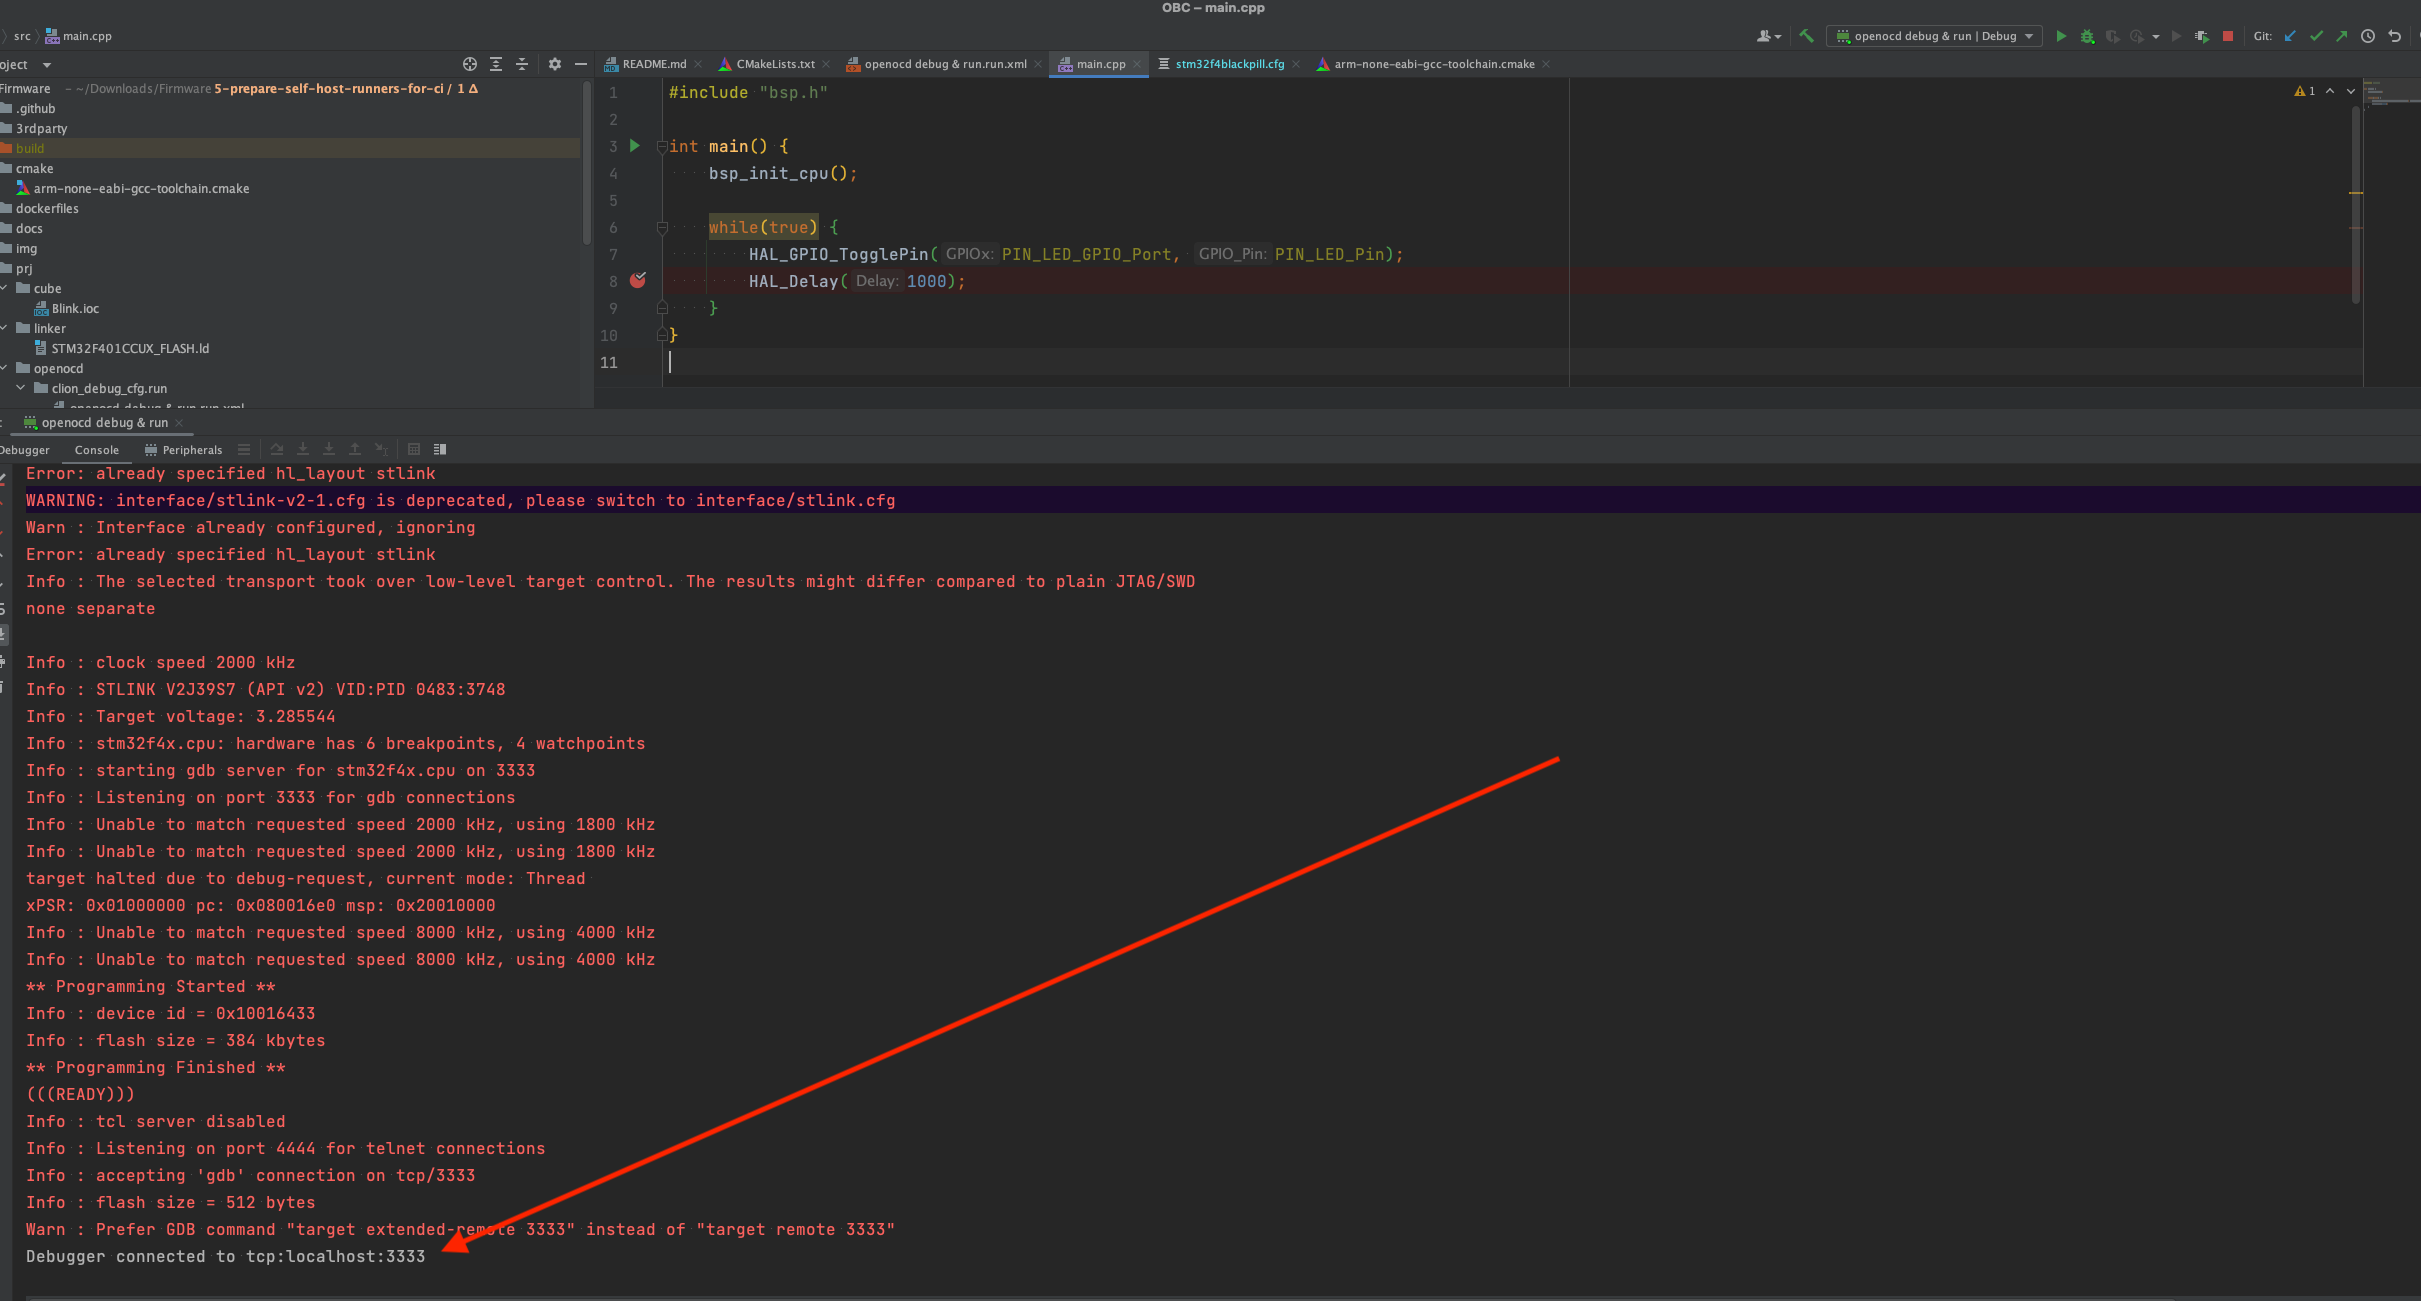 OBC – main.cpp
src main.cpp
openocd debug & run | Debug
Git:
oject
README.md
CMakeLists.txt
openocd debug & run.run.xml
main.cpp
stm32f4blackpill.cfg
arm-none-eabi-gcc-toolchain.cmake
Firmware – ~/Downloads/Firmware 5-prepare-self-host-runners-for-ci / 1 Δ
.github
3rdparty
build
cmake
arm-none-eabi-gcc-toolchain.cmake
dockerfiles
docs
img
prj
cube
Blink.ioc
linker
STM32F401CCUX_FLASH.ld
openocd
clion_debug_cfg.run
openocd debug & run.run.xml
1 #include "bsp.h"
2
3 int main() {
4 bsp_init_cpu();
5
6 while(true) {
7 HAL_GPIO_TogglePin( GPIOx: PIN_LED_GPIO_Port, GPIO_Pin: PIN_LED_Pin);
8 HAL_Delay( Delay: 1000);
9 }
10 }
11
1
openocd debug & run
Debugger Console Peripherals
Error: already specified hl_layout stlink
WARNING: interface/stlink-v2-1.cfg is deprecated, please switch to interface/stlink.cfg
Warn : Interface already configured, ignoring
Error: already specified hl_layout stlink
Info : The selected transport took over low-level target control. The results might differ compared to plain JTAG/SWD
none separate
Info : clock speed 2000 kHz
Info : STLINK V2J39S7 (API v2) VID:PID 0483:3748
Info : Target voltage: 3.285544
Info : stm32f4x.cpu: hardware has 6 breakpoints, 4 watchpoints
Info : starting gdb server for stm32f4x.cpu on 3333
Info : Listening on port 3333 for gdb connections
Info : Unable to match requested speed 2000 kHz, using 1800 kHz
Info : Unable to match requested speed 2000 kHz, using 1800 kHz
target halted due to debug-request, current mode: Thread
xPSR: 0x01000000 pc: 0x080016e0 msp: 0x20010000
Info : Unable to match requested speed 8000 kHz, using 4000 kHz
Info : Unable to match requested speed 8000 kHz, using 4000 kHz
** Programming Started **
Info : device id = 0x10016433
Info : flash size = 384 kbytes
** Programming Finished **
(((READY)))
Info : tcl server disabled
Info : Listening on port 4444 for telnet connections
Info : accepting 'gdb' connection on tcp/3333
Info : flash size = 512 bytes
Warn : Prefer GDB command "target extended-remote 3333" instead of "target remote 3333"
Debugger connected to tcp:localhost:3333